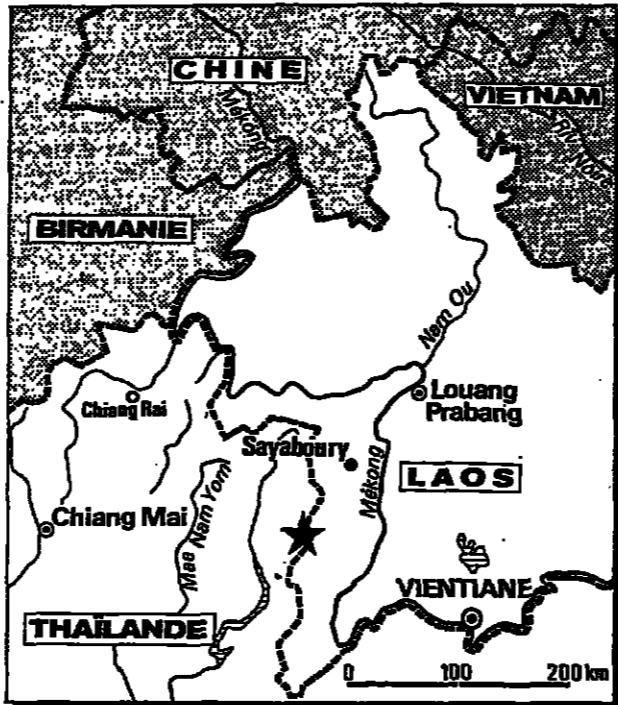 CHINE
Mékong
VIETNAM
BIRMANIE
Nam Ou
Chiang Rai
Louang
Prabang
Sayaboury
Mékong
LAOS
Mae Nam Yom
Chiang Mai
VIENTIANE
THAÏLANDE
0 100 200 km